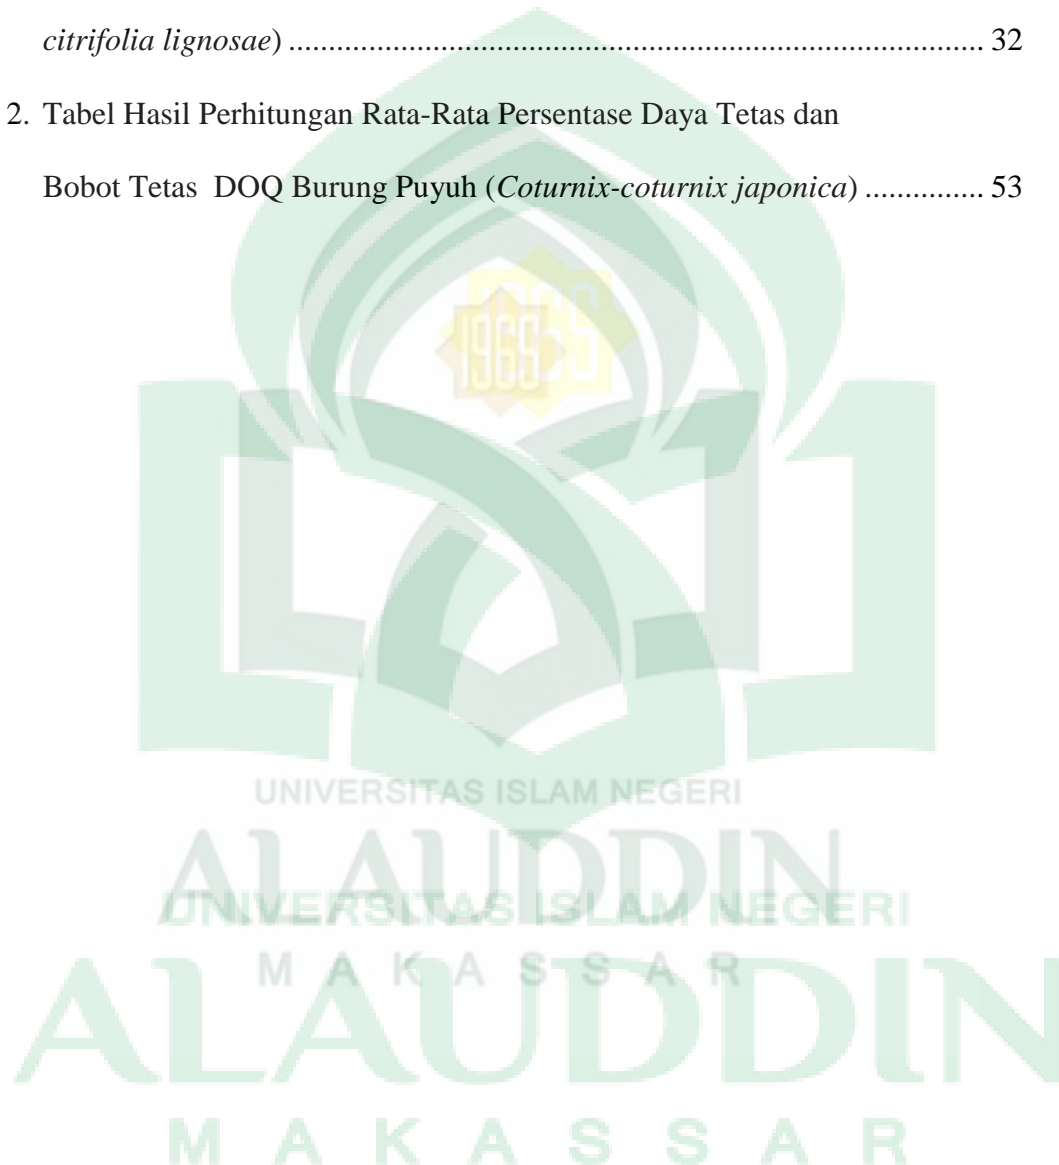 citrifolia lignosae) ....................................................................................... 32
2. Tabel Hasil Perhitungan Rata-Rata Persentase Daya Tetas dan
Bobot Tetas DOQ Burung Puyuh (Coturnix-coturnix japonica) ............... 53
1965
1965
UNIVERSITAS ISLAM NEGERI
ALAUDDIN
UNIVERSITAS ISLAM NEGERI
MAKASSAR
ALAUDDIN
MAKASSAR